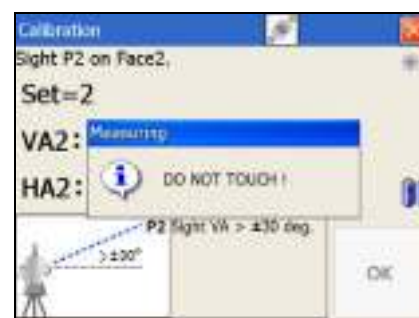 Calibration
Sight P2 on Face2.
Set=2
VA2:
Measuring
DO NOT TOUCH !
HA2:
P2 Sight VA > ±30 deg.
>±30°
OK